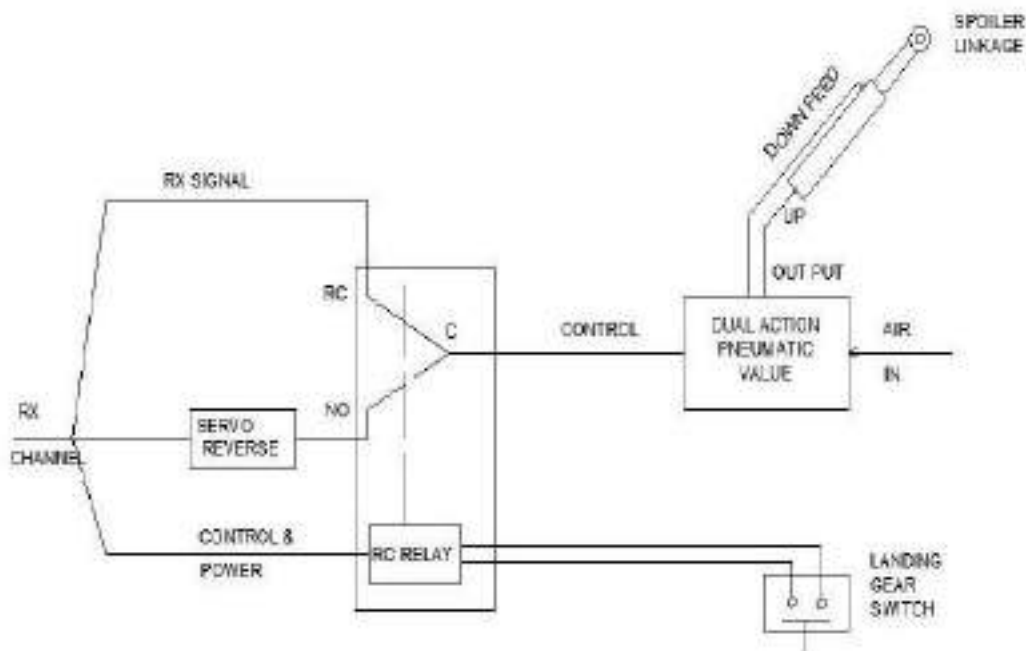 SPOILER
LINKAGE
DOWN FEED
RX SIGNAL
UP
OUT PUT
RC
C
CONTROL
DUAL ACTION
PNEUMATIC
VALUE
AIR
IN
NO
RX
CHANNEL
SERVO
REVERSE
CONTROL &
POWER
RC RELAY
LANDING
GEAR
SWITCH